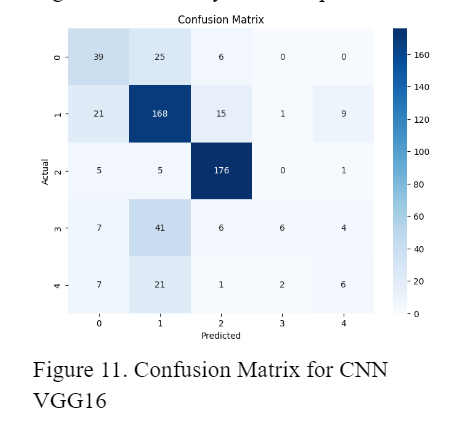 Confusion Matrix
0 39 25 6 0 0
1 21 168 15 1 9
2 5 5 176 0 1
3 7 41 6 6 4
4 7 21 1 2 6
0 1 2 3 4
Actual
Predicted
160
140
120
100
80
60
40
20
0
Figure 11. Confusion Matrix for CNN
VGG16